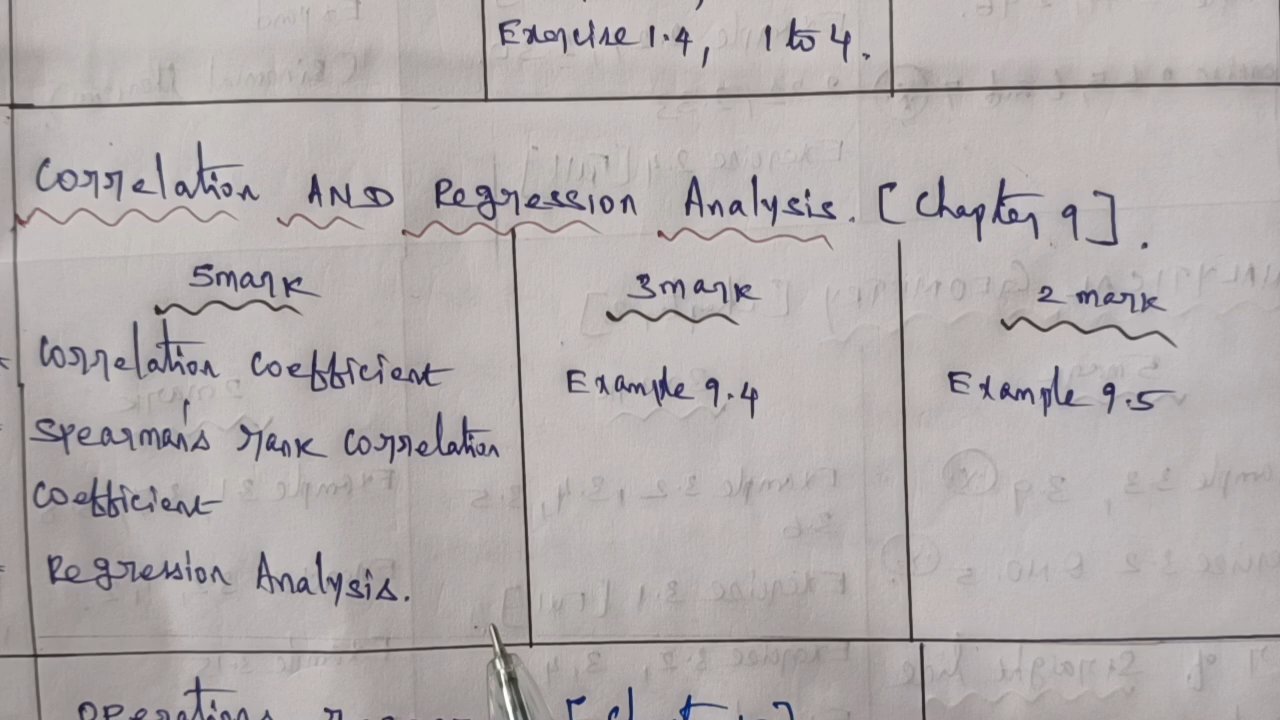 Exercise 1.4, 1 to 4.
Correlation AND Regression Analysis. [Chapter 9].
5mark
Correlation coefficient
Spearman's rank correlation
coefficient
Regression Analysis.
3mark
Example 9.4
2 mark
Example 9.5
Operations